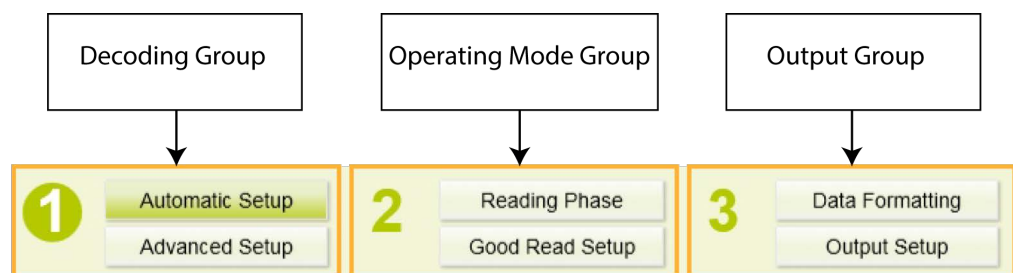 Decoding Group
Operating Mode Group
Output Group
1
Automatic Setup
Advanced Setup
2
Reading Phase
Good Read Setup
3
Data Formatting
Output Setup